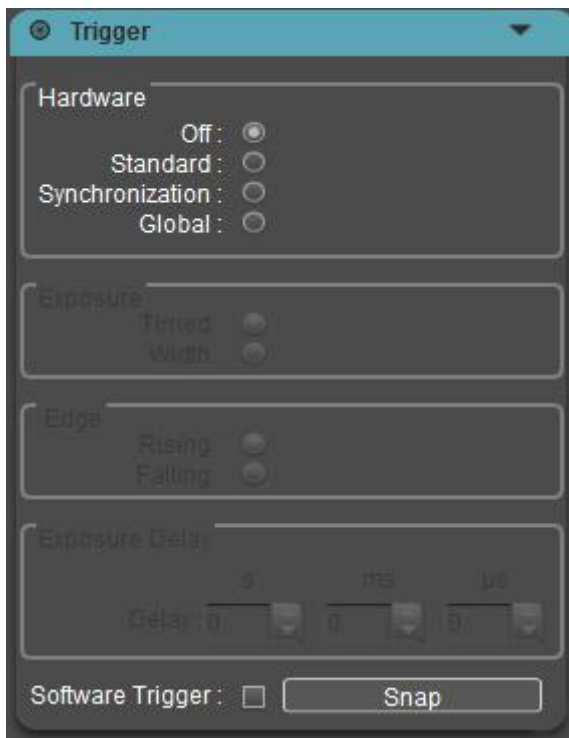 Trigger
Hardware
Off :
Standard :
Synchronization :
Global :
Exposure
Timed
Width
Edge
Rising
Falling
Exposure Delay
s ms μs
Delay : 0 0 0
Software Trigger : Snap